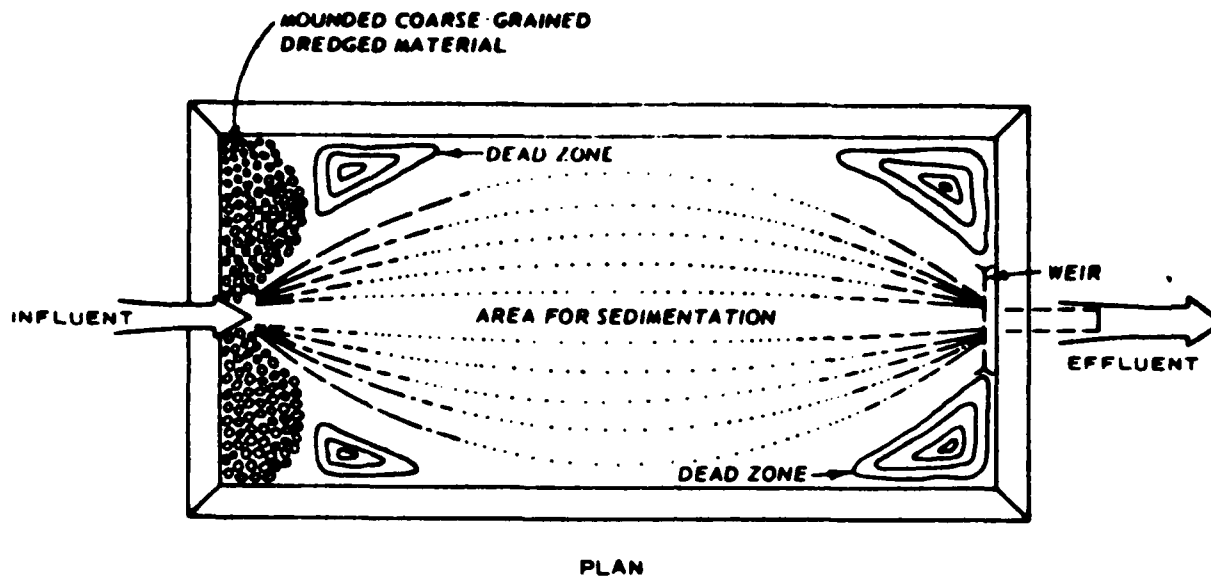 MOUNDED COARSE-GRAINED
DREDGED MATERIAL
DEAD ZONE
WEIR
INFLUENT
AREA FOR SEDIMENTATION
EFFLUENT
DEAD ZONE
PLAN